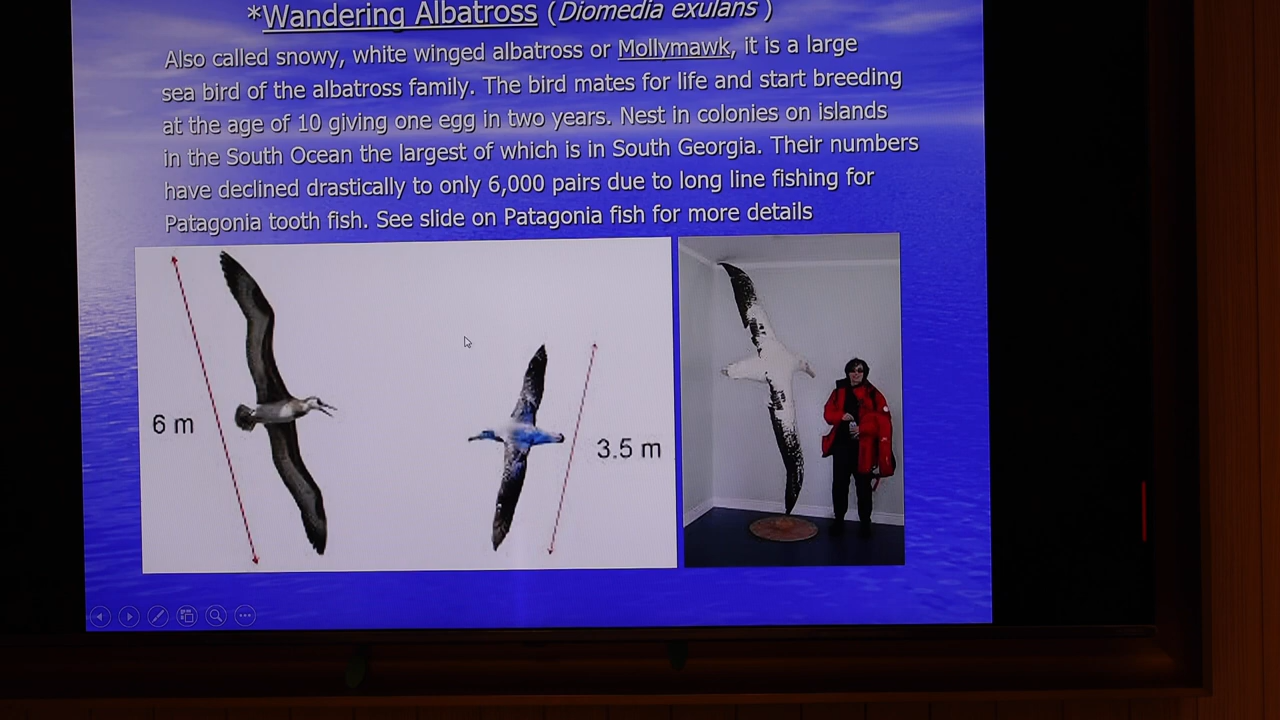 *Wandering Albatross (Diomedia exulans )
Also called snowy, white winged albatross or Mollymawk, it is a large
sea bird of the albatross family. The bird mates for life and start breeding
at the age of 10 giving one egg in two years. Nest in colonies on islands
in the South Ocean the largest of which is in South Georgia. Their numbers
have declined drastically to only 6,000 pairs due to long line fishing for
Patagonia tooth fish. See slide on Patagonia fish for more details
6 m
3.5 m